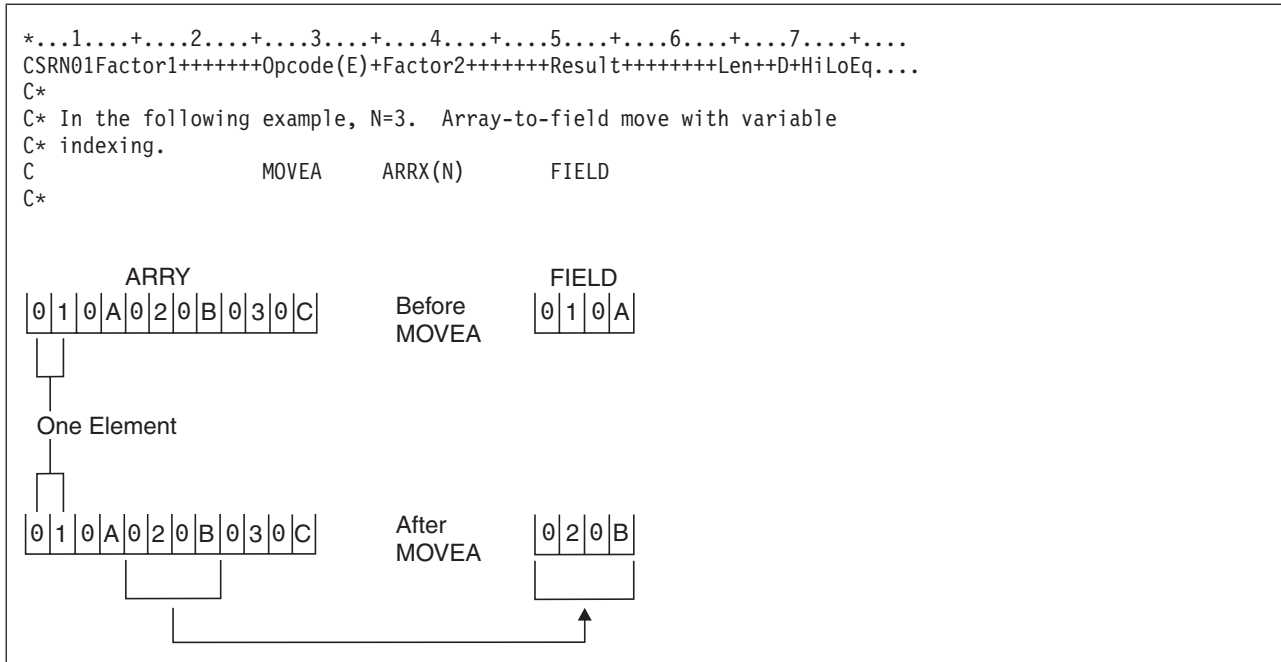 *...1....+....2....+....3....+....4....+....5....+....6....+....7....+....
CSRN01Factor1+++++++Opcode(E)+Factor2+++++++Result++++++++Len++D+HiLoEq....
C*
C* In the following example, N=3.  Array-to-field move with variable
C* indexing.
C                   MOVEA     ARRX(N)       FIELD
C*
ARRY FIELD
0 1 0 A 0 2 0 B 0 3 0 C Before 0 1 0 A
MOVEA
One Element
0 1 0 A 0 2 0 B 0 3 0 C After 0 2 0 B
MOVEA